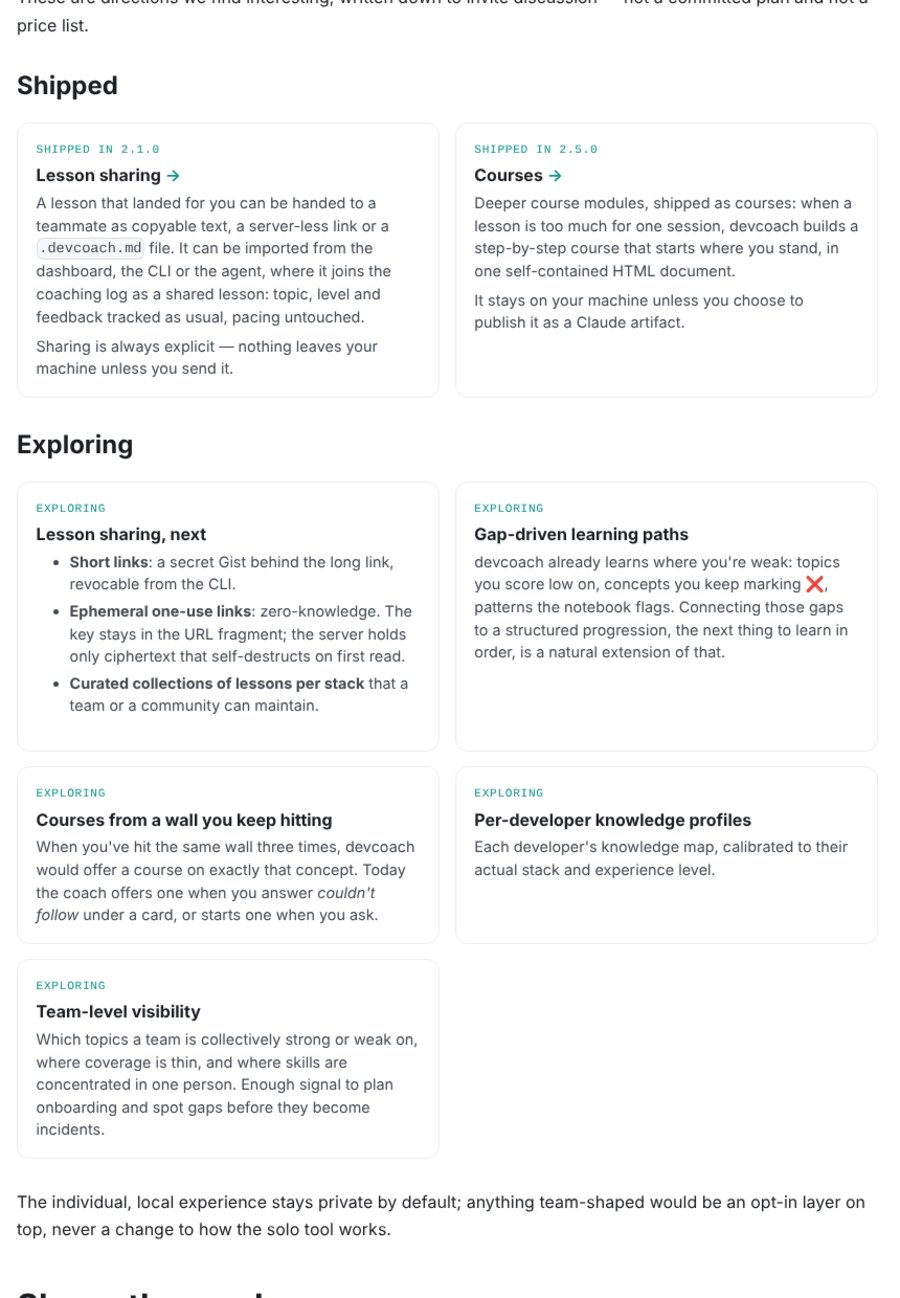 These are directions we find interesting, written down to invite discussion — not a committed plan and not a
price list.
Shipped
SHIPPED IN 2.1.0
Lesson sharing →
A lesson that landed for you can be handed to a
teammate as copyable text, a server-less link or a
.devcoach.md file. It can be imported from the
dashboard, the CLI or the agent, where it joins the
coaching log as a shared lesson: topic, level and
feedback tracked as usual, pacing untouched.
Sharing is always explicit — nothing leaves your
machine unless you send it.
SHIPPED IN 2.5.0
Courses →
Deeper course modules, shipped as courses: when a
lesson is too much for one session, devcoach builds a
step-by-step course that starts where you stand, in
one self-contained HTML document.
It stays on your machine unless you choose to
publish it as a Claude artifact.
Exploring
EXPLORING
Lesson sharing, next
• Short links: a secret Gist behind the long link,
revocable from the CLI.
• Ephemeral one-use links: zero-knowledge. The
key stays in the URL fragment; the server holds
only ciphertext that self-destructs on first read.
• Curated collections of lessons per stack that a
team or a community can maintain.
EXPLORING
Gap-driven learning paths
devcoach already learns where you're weak: topics
you score low on, concepts you keep marking ❌,
patterns the notebook flags. Connecting those gaps
to a structured progression, the next thing to learn in
order, is a natural extension of that.
EXPLORING
Courses from a wall you keep hitting
When you've hit the same wall three times, devcoach
would offer a course on exactly that concept. Today
the coach offers one when you answer couldn't
follow under a card, or starts one when you ask.
EXPLORING
Per-developer knowledge profiles
Each developer's knowledge map, calibrated to their
actual stack and experience level.
EXPLORING
Team-level visibility
Which topics a team is collectively strong or weak on,
where coverage is thin, and where skills are
concentrated in one person. Enough signal to plan
onboarding and spot gaps before they become
incidents.
The individual, local experience stays private by default; anything team-shaped would be an opt-in layer on
top, never a change to how the solo tool works.